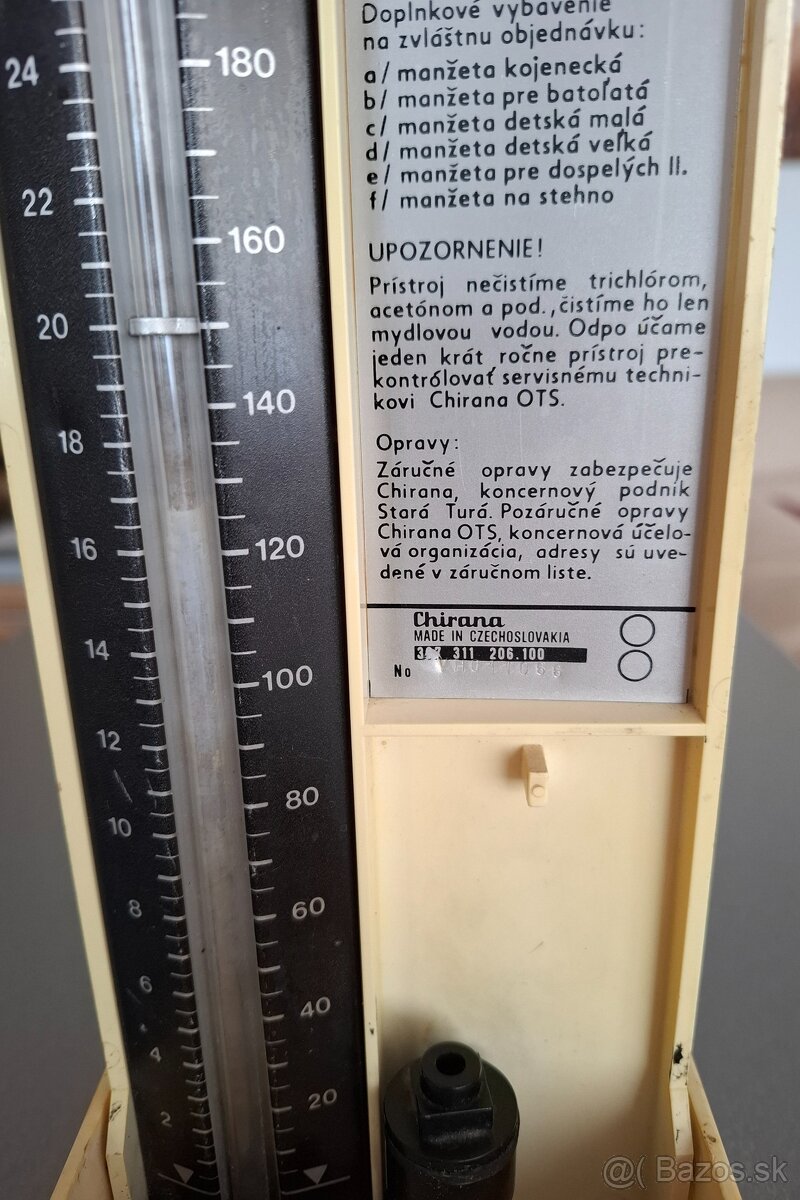 Doplnkové vybavenie
na zvláštnu objednávku:
a/ manžeta kojenecká
b/ manžeta pre batoľatá
c/ manžeta detská malá
d/ manžeta detská veľká
e/ manžeta pre dospelých II.
f/ manžeta na stehno
UPOZORNENIE!
Prístroj nečistíme trichlórom,
acetónom a pod., čistíme ho len
mydlovou vodou. Odpo účame
jeden krát ročne prístroj pre-
kontrólovať servisnému techni-
kovi Chirana OTS.
Opravy:
Záručné opravy zabezpečuje
Chirana, koncernový podnik
Stará Turá. Pozáručné opravy
Chirana OTS, koncernová účelo-
vá organizácia, adresy sú uve-
dené v záručnom liste.
Chirana
MADE IN CZECHOSLOVAKIA
311 206.100
No
24
22
20
18
16
14
12
10
8
6
4
2
180
160
140
120
100
80
60
40
20
@( Bazos.sk